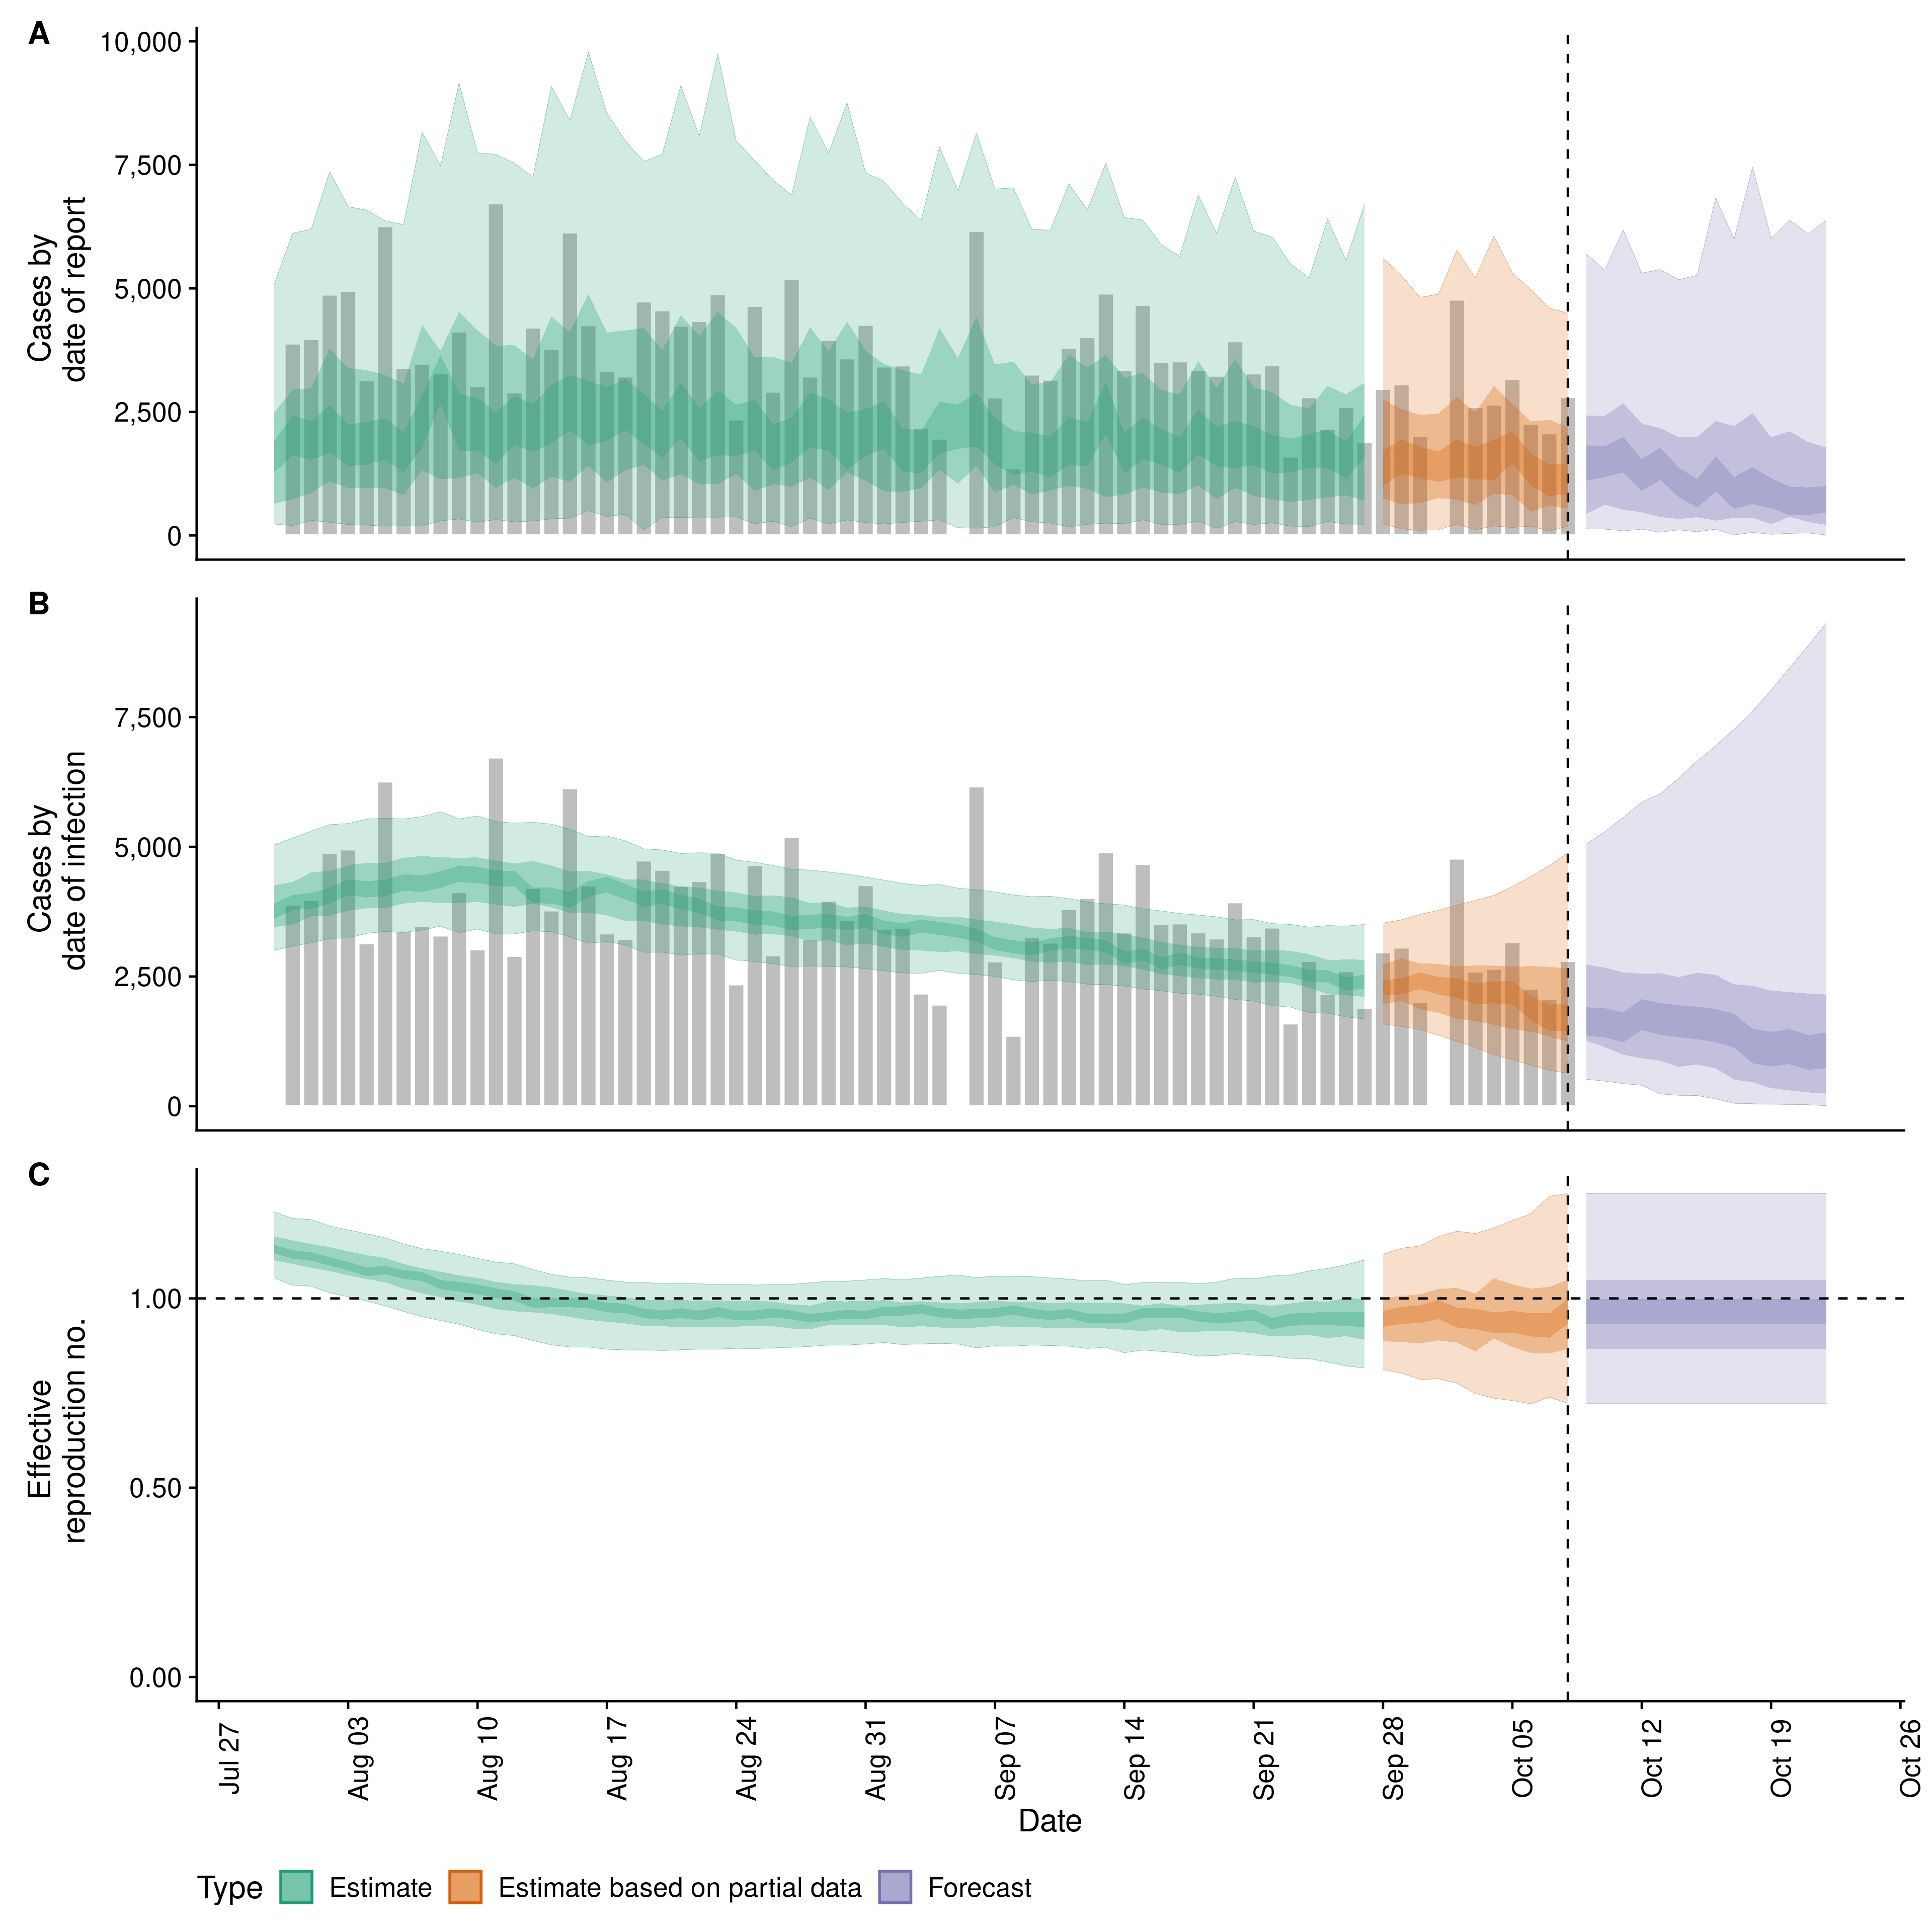 A
Cases by
date of report
10,000
7,500
5,000
2,500
0
B
Cases by
date of infection
7,500
5,000
2,500
0
C
Effective
reproduction no.
1.00
0.50
0.00
Jul 27
Aug 03
Aug 10
Aug 17
Aug 24
Aug 31
Sep 07
Sep 14
Sep 21
Sep 28
Oct 05
Oct 12
Oct 19
Oct 26
Date
Type Estimate Estimate based on partial data Forecast